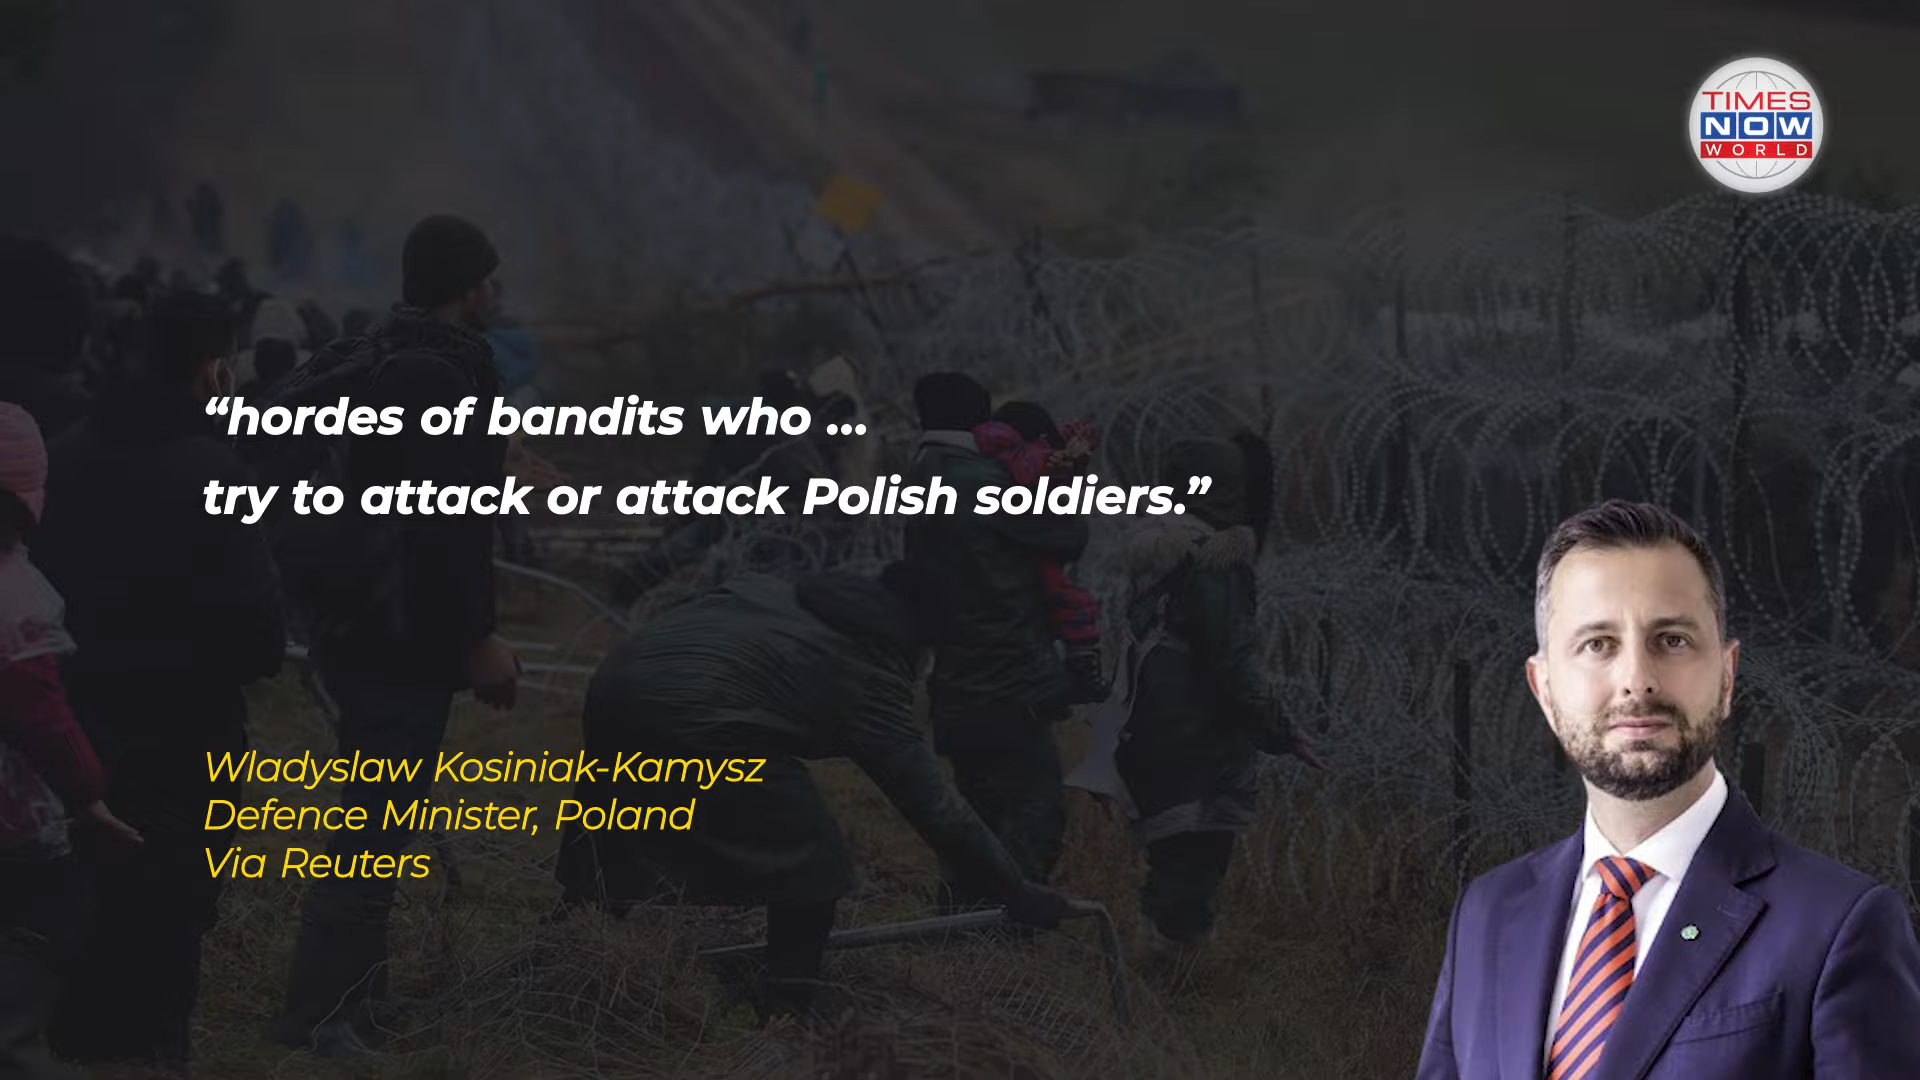 TIMES
NOW
WORLD
“hordes of bandits who ...
try to attack or attack Polish soldiers.”
Wladyslaw Kosiniak-Kamysz
Defence Minister, Poland
Via Reuters